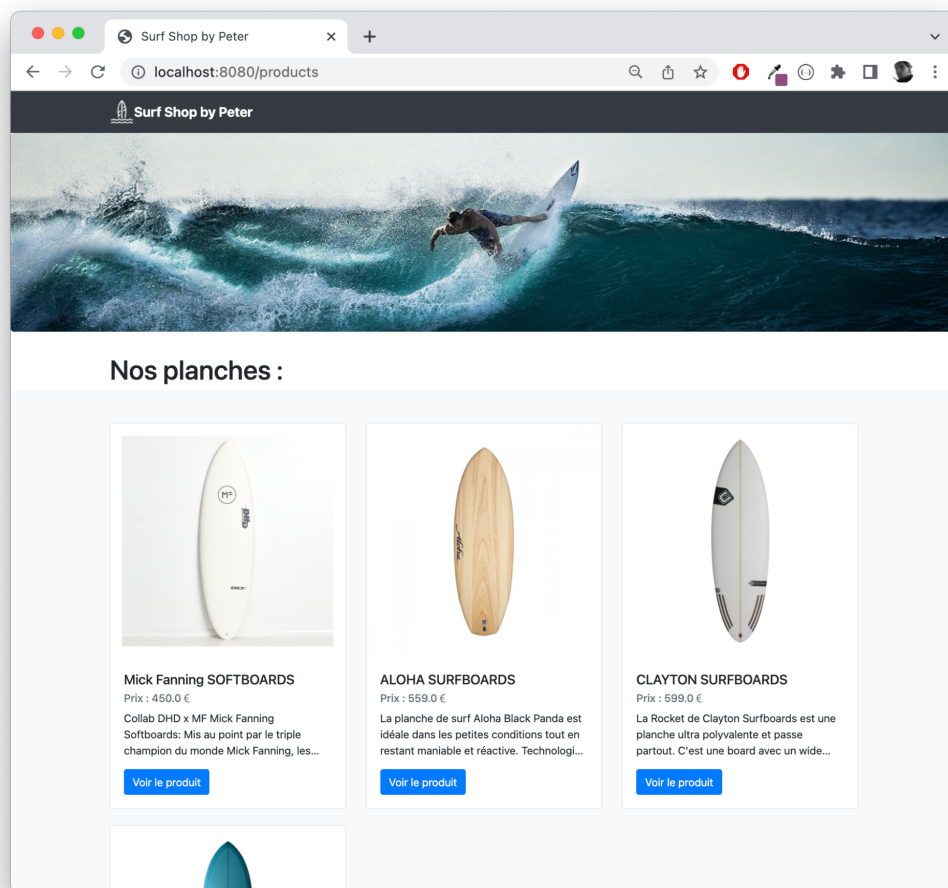 Surf Shop by Peter
localhost:8080/products
Surf Shop by Peter
Nos planches :
Mick Fanning SOFTBOARDS
Prix : 450.0 €
Collab DHD x MF Mick Fanning
Softboards: Mis au point par le triple
champion du monde Mick Fanning, les...
Voir le produit
Aloha
ALOHA SURFBOARDS
Prix : 559.0 €
La planche de surf Aloha Black Panda est
idéale dans les petites conditions tout en
restant maniable et réactive. Technologi...
Voir le produit
CLAYTON SURFBOARDS
Prix : 599.0 €
La Rocket de Clayton Surfboards est une
planche ultra polyvalente et passe
partout. C'est une board avec un wide...
Voir le produit